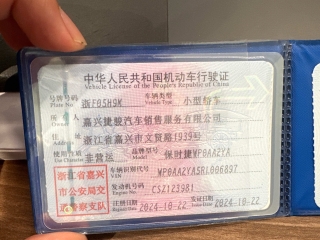 中华人民共和国机动车行驶证
Vehicle License of the People's Republic of China
号牌号码 浙F05H9M 车辆类型 小型轿车
Plate No. Vehicle Type
所有人 嘉兴捷骏汽车销售服务有限公司
Owner
住址 浙江省嘉兴市文贤路1939号
Address
使用性质 非营运 品牌型号 保时捷WP0AAZYA
Use Character Model
浙江省嘉兴市公安局交通警察支队
车辆识别代号 WP0AAZYA5RL006897
VIN
发动机号码 CSZ123981
Engine No.
注册日期 2024-10-22 发证日期 2024-10-22
Register Date Issue Date